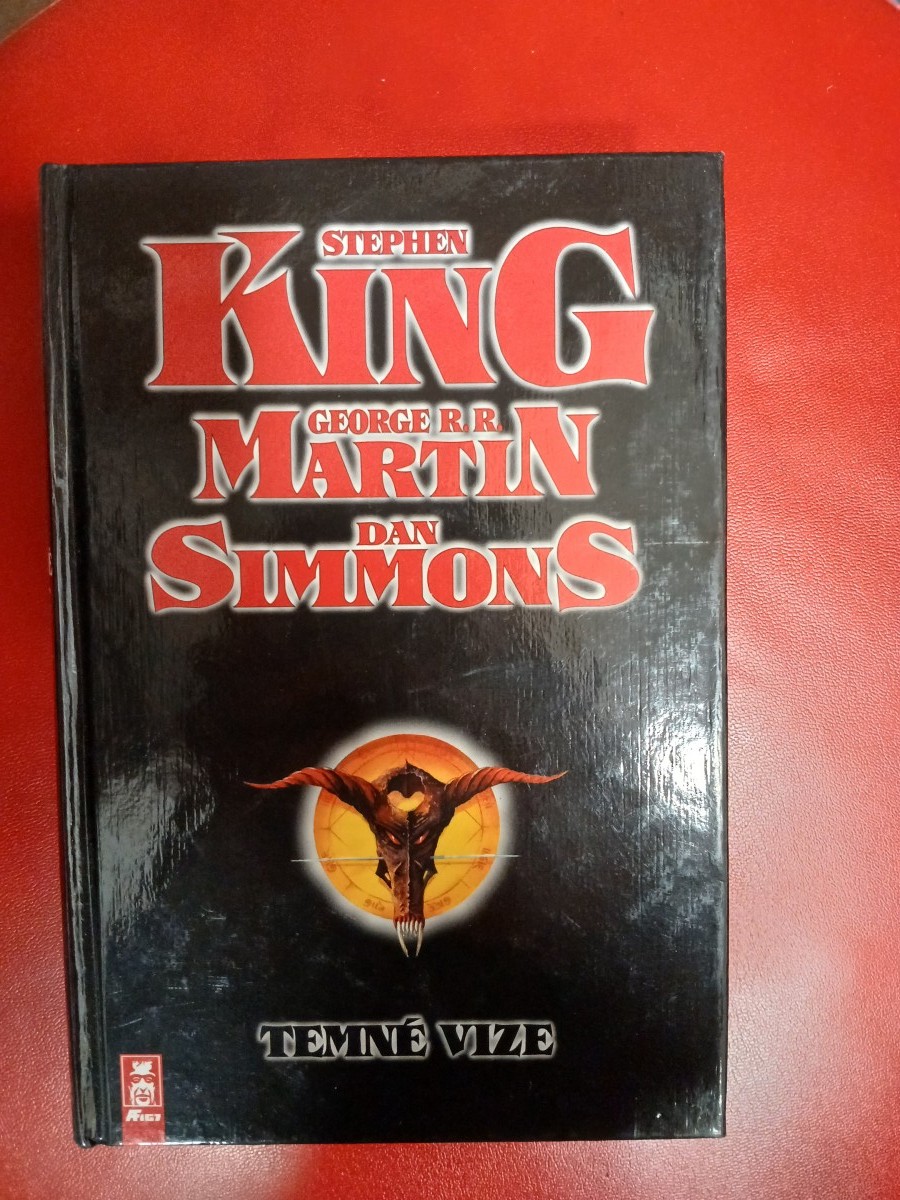 STEPHEN
KING
GEORGE R. R.
MARTIN
DAN
SIMMONS
TEMNÉ VIZE